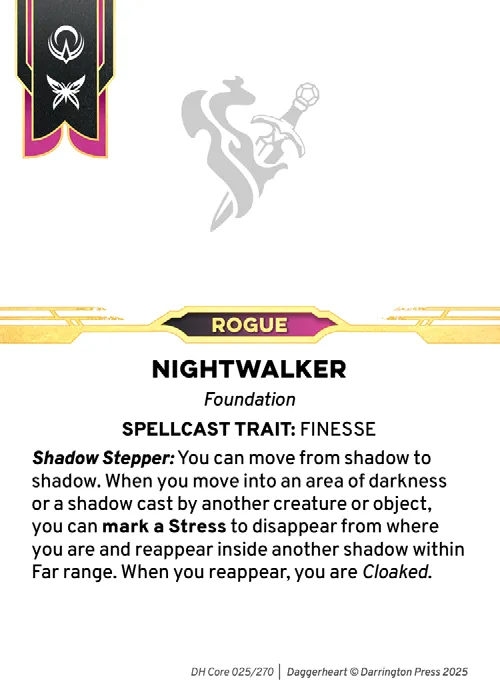 ROGUE
NIGHTWALKER
Foundation
SPELLCAST TRAIT: FINESSE
Shadow Stepper: You can move from shadow to
shadow. When you move into an area of darkness
or a shadow cast by another creature or object,
you can mark a Stress to disappear from where
you are and reappear inside another shadow within
Far range. When you reappear, you are Cloaked.
DH Core 025/270 | Daggerheart © Darrington Press 2025